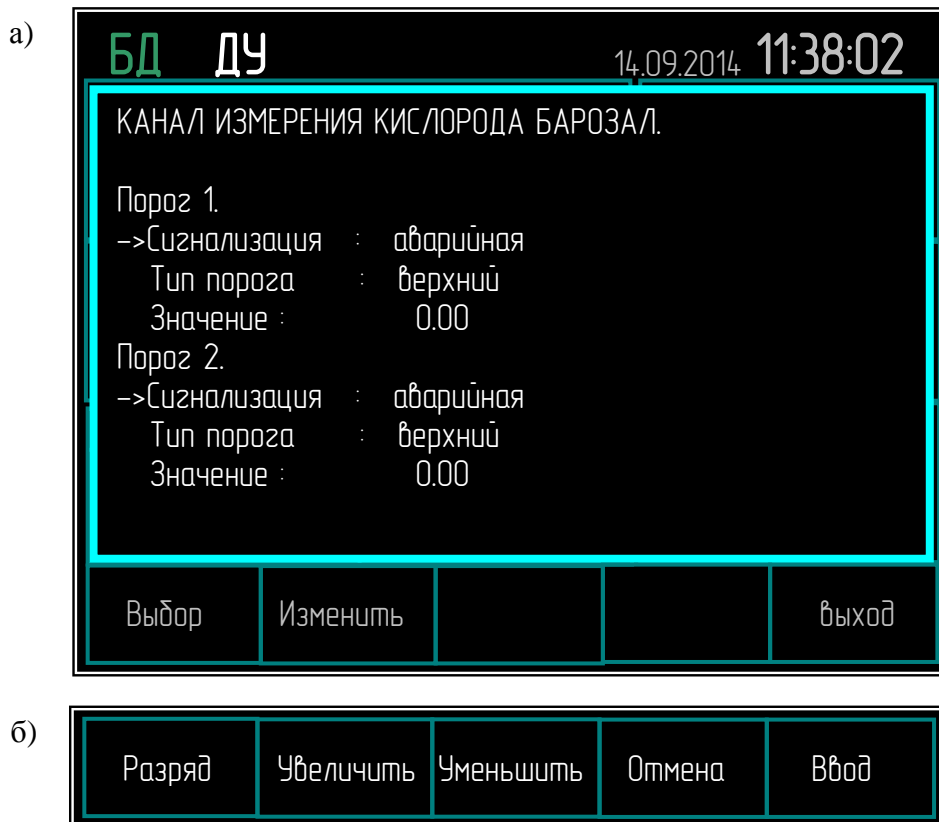 а)
БД ДУ 14.09.2014 11:38:02
КАНАЛ ИЗМЕРЕНИЯ КИСЛОРОДА БАРОЗАЛ.
Порог 1.
->Сигнализация : аварийная
Тип порога : верхний
Значение : 0.00
Порог 2.
->Сигнализация : аварийная
Тип порога : верхний
Значение : 0.00
Выбор Изменить выход
б)
Разряд Увеличить Уменьшить Отмена Ввод